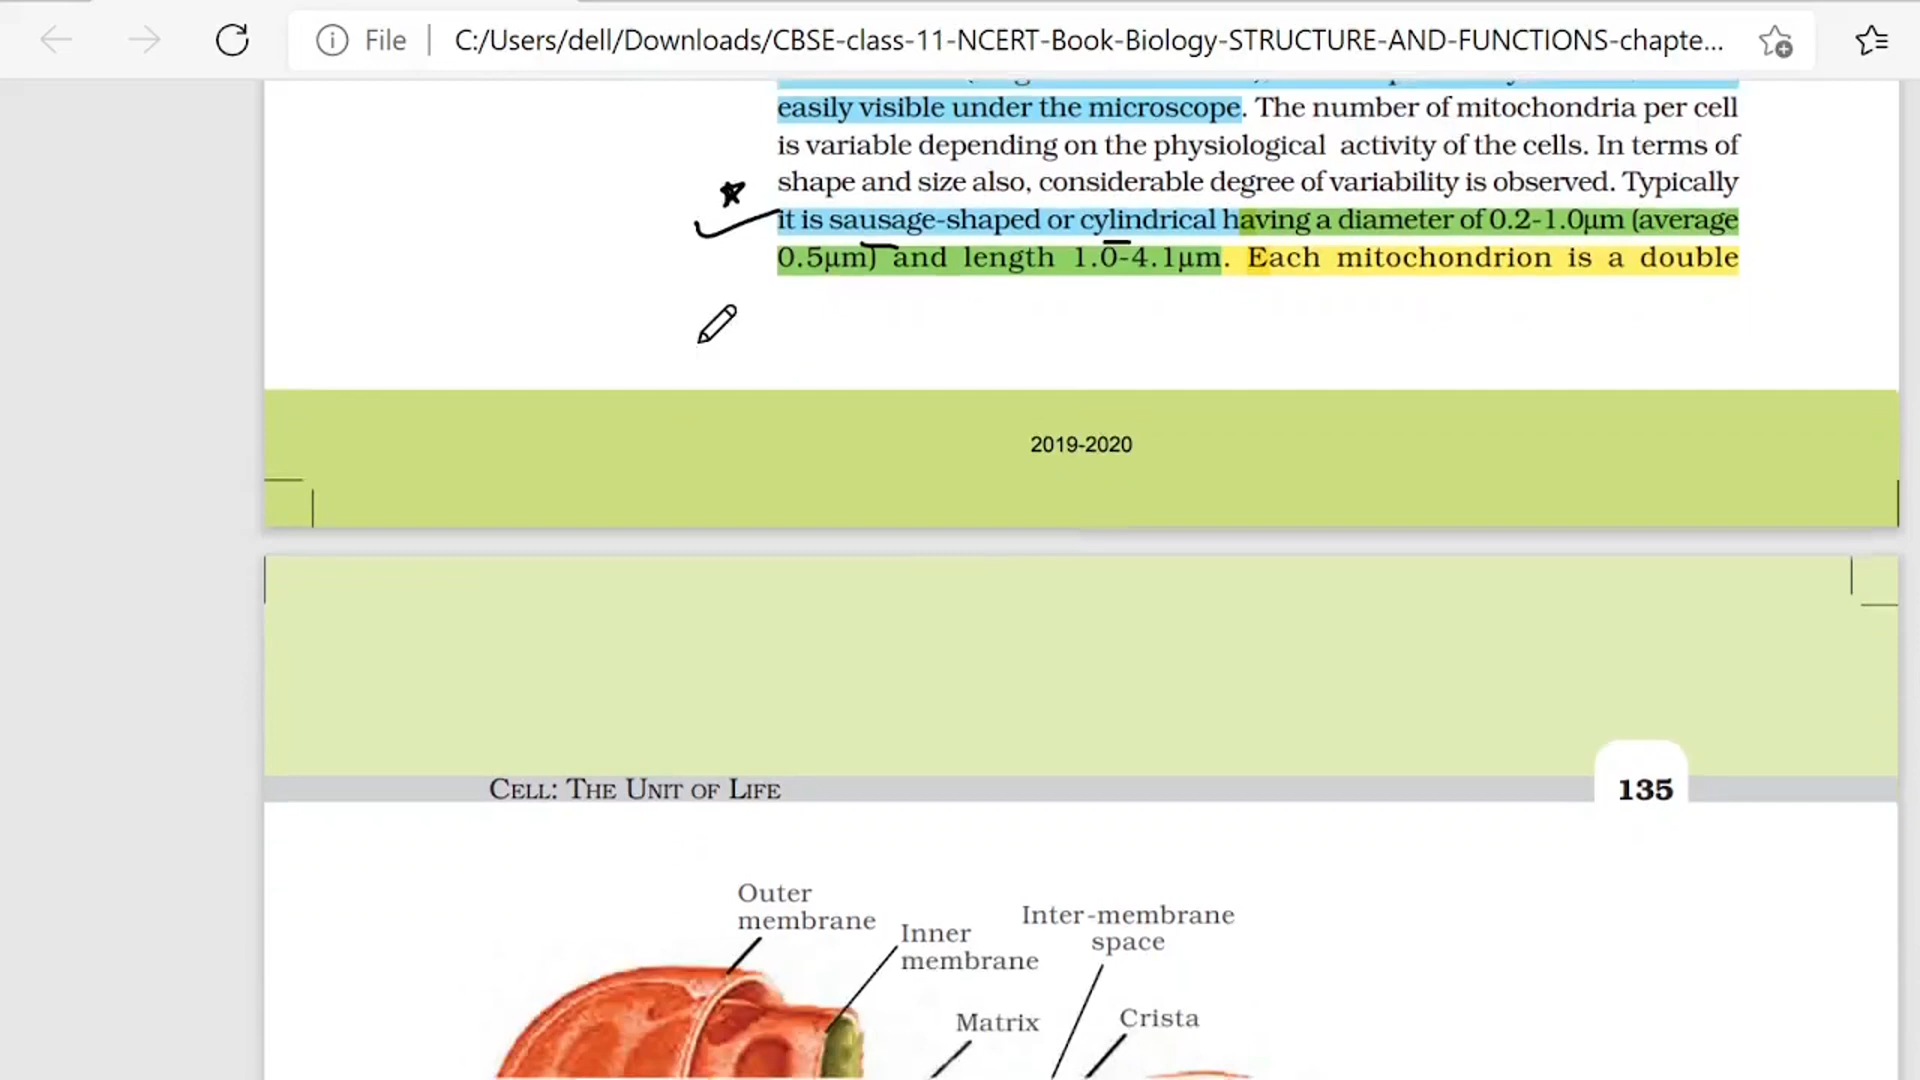 File
C:/Users/dell/Downloads/CBSE-class-11-NCERT-Book-Biology-STRUCTURE-AND-FUNCTIONS-chapte...
easily visible under the microscope. The number of mitochondria per cell
is variable depending on the physiological activity of the cells. In terms of
shape and size also, considerable degree of variability is observed. Typically
it is sausage-shaped or cylindrical having a diameter of 0.2-1.0µm (average
0.5µm) and length 1.0-4.1µm. Each mitochondrion is a double
2019-2020
CELL: THE UNIT OF LIFE
135
Outer
membrane
Inner
membrane
Inter-membrane
space
Matrix
Crista